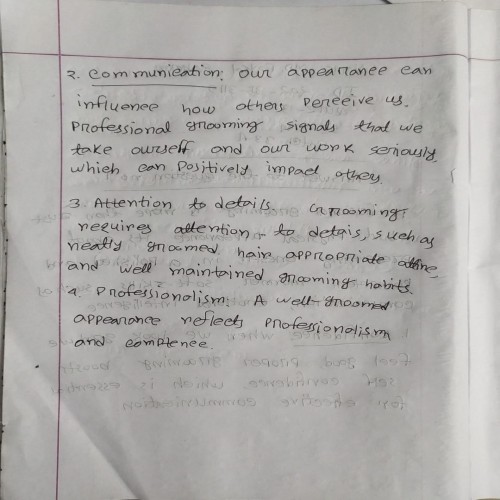 2. Communication: our appearance can
influence how others perceive us.
Professional grooming signals that we
take ourself and our work seriously,
which can positively impact others.
3. Attention to details. Grooming
requires attention to detais, such as
neatly groomed hair, appropriate attire,
and well maintained grooming habits
4. Professionalism: A well-groomed
appearance reflects professionalism
and comptence.